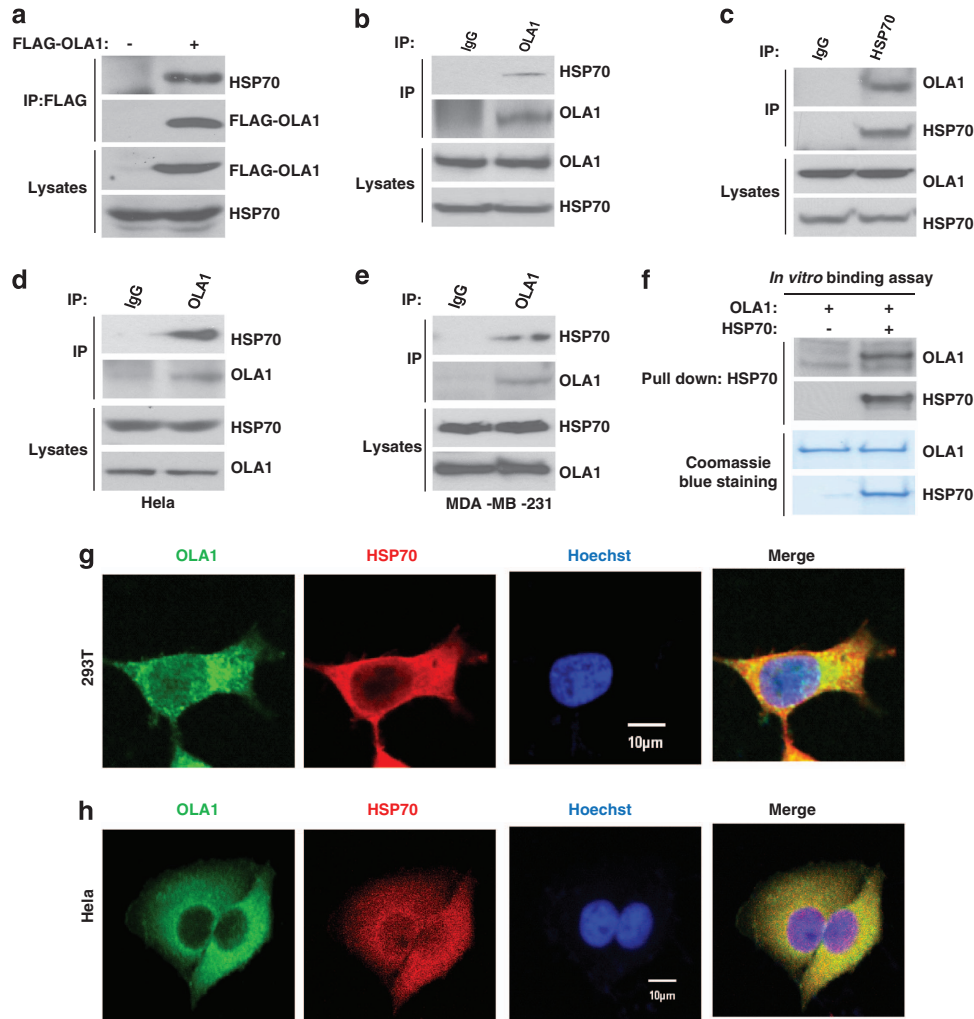 a
FLAG-OLA1: - +
IP:FLAG
HSP70
FLAG-OLA1
Lysates
FLAG-OLA1
HSP70
b
IP: IgG OLA1
IP
HSP70
OLA1
Lysates
OLA1
HSP70
c
IP: IgG HSP70
IP
OLA1
HSP70
Lysates
OLA1
HSP70
d
IP: IgG OLA1
IP
HSP70
OLA1
Lysates
HSP70
OLA1
Hela
e
IP: IgG OLA1
IP
HSP70
OLA1
Lysates
HSP70
OLA1
MDA -MB -231
f
In vitro binding assay
OLA1: + +
HSP70: - +
Pull down: HSP70
OLA1
HSP70
Coomassie
blue staining
OLA1
HSP70
g
OLA1 HSP70 Hoechst Merge
293T
10μm
h
OLA1 HSP70 Hoechst Merge
Hela
10μm